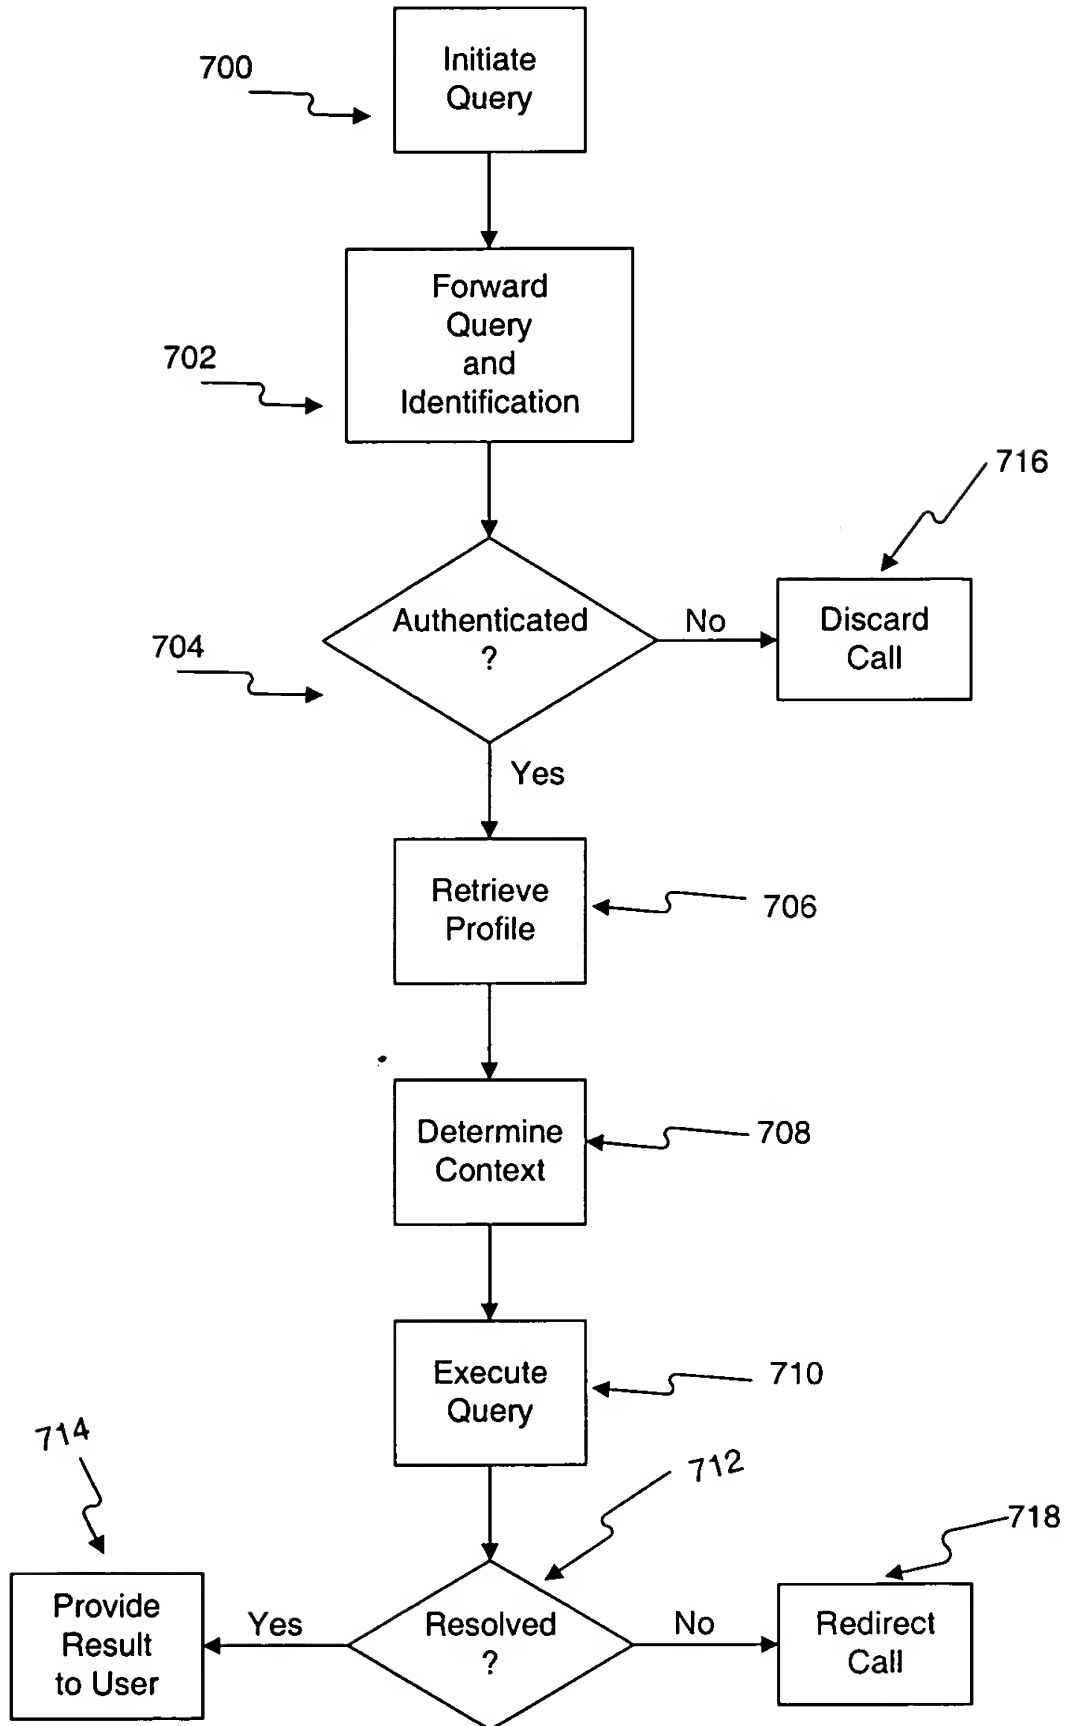 Initiate
Query
700
Forward
Query
and
Identification
702
716
Authenticated
?
No
Discard
Call
704
Yes
Retrieve
Profile
706
Determine
Context
708
Execute
Query
710
714
712
718
Provide
Result
to User
Yes
Resolved
?
No
Redirect
Call